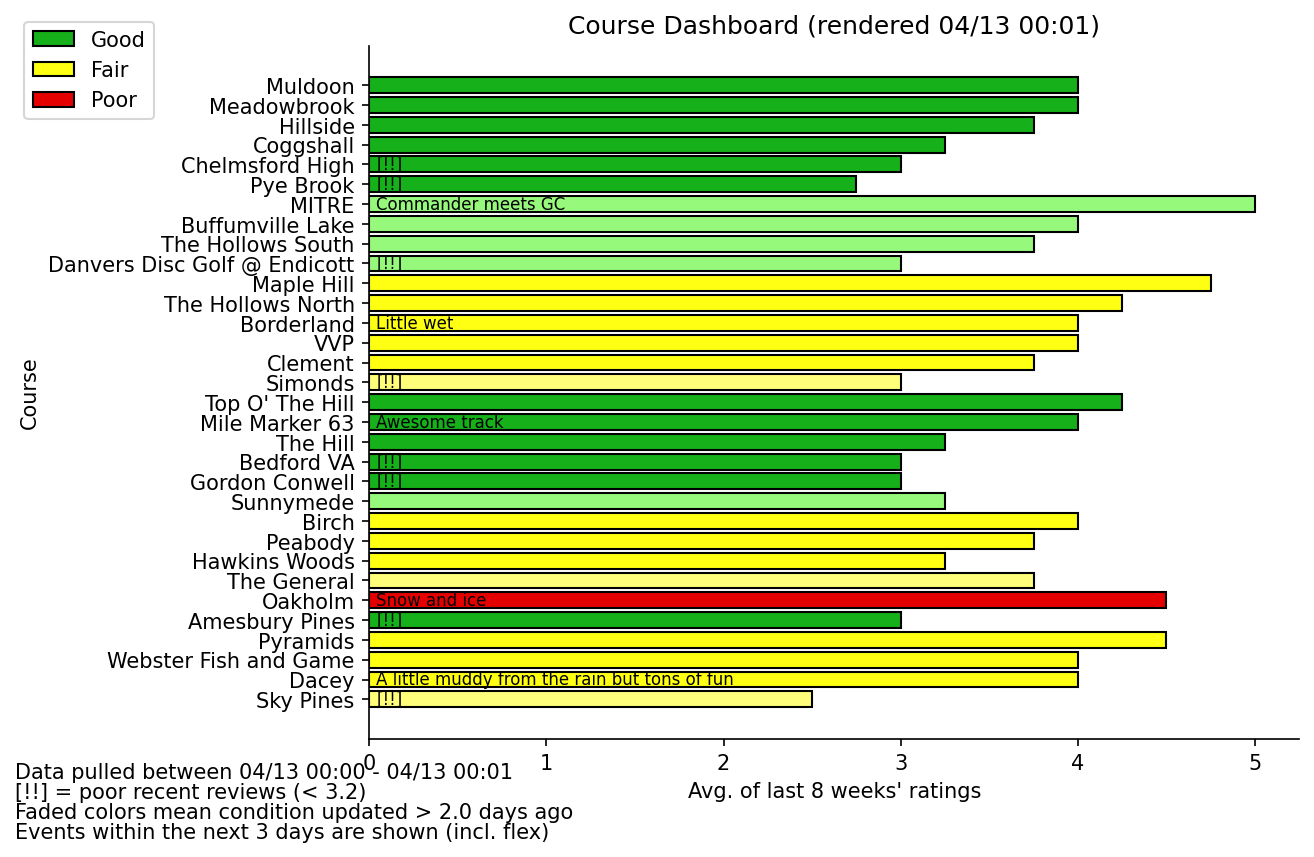 Course Dashboard (rendered 04/13 00:01)
Good
Fair
Poor
Course
Muldoon
Meadowbrook
Hillside
Coggshall
Chelmsford High [!!]
Pye Brook [!!]
MITRE Commander meets GC
Buffumville Lake
The Hollows South
Danvers Disc Golf @ Endicott [!!]
Maple Hill
The Hollows North
Borderland Little wet
VVP
Clement
Simonds [!!]
Top O' The Hill
Mile Marker 63 Awesome track
The Hill
Bedford VA [!!]
Gordon Conwell [!!]
Sunnymede
Birch
Peabody
Hawkins Woods
The General
Oakholm Snow and ice
Amesbury Pines [!!]
Pyramids
Webster Fish and Game
Dacey A little muddy from the rain but tons of fun
Sky Pines [!!]
0 1 2 3 4 5
Avg. of last 8 weeks' ratings
Data pulled between 04/13 00:00 - 04/13 00:01
[!!] = poor recent reviews (< 3.2)
Faded colors mean condition updated > 2.0 days ago
Events within the next 3 days are shown (incl. flex)